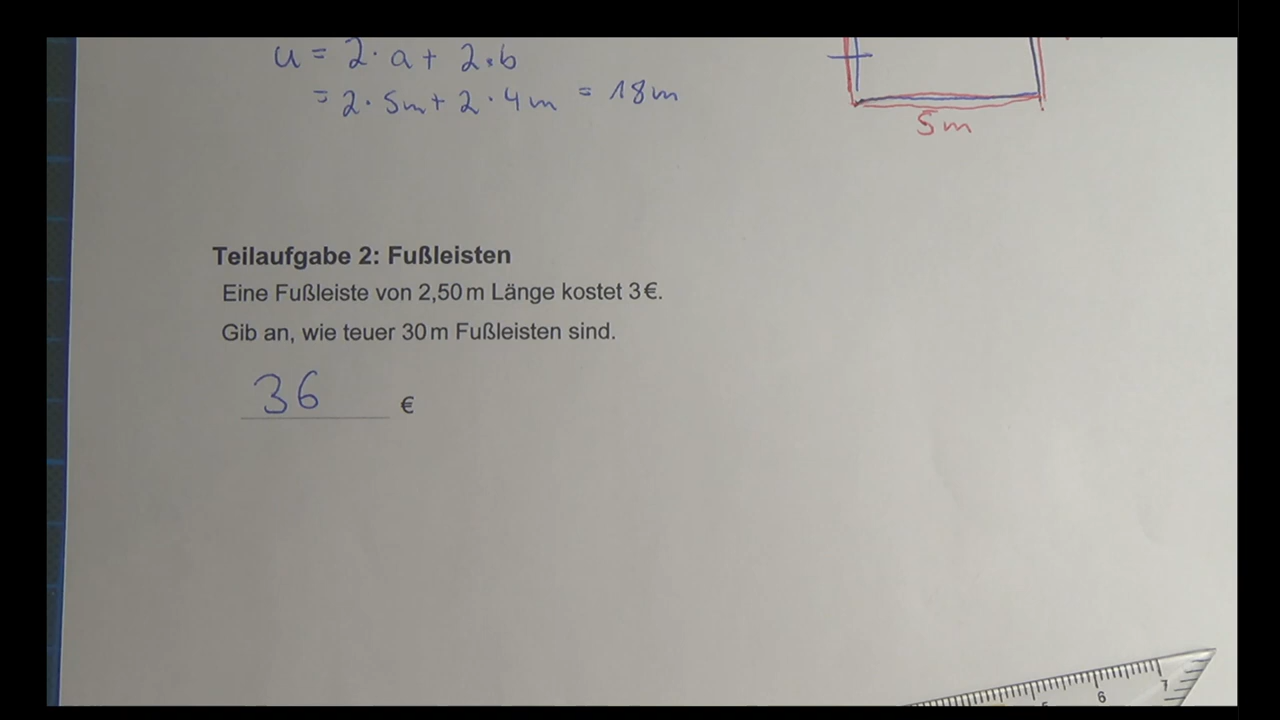 u = 2·a + 2·b
= 2·5m + 2·4m = 18m
5m
Teilaufgabe 2: Fußleisten
Eine Fußleiste von 2,50 m Länge kostet 3 €.
Gib an, wie teuer 30 m Fußleisten sind.
36 €
6 7